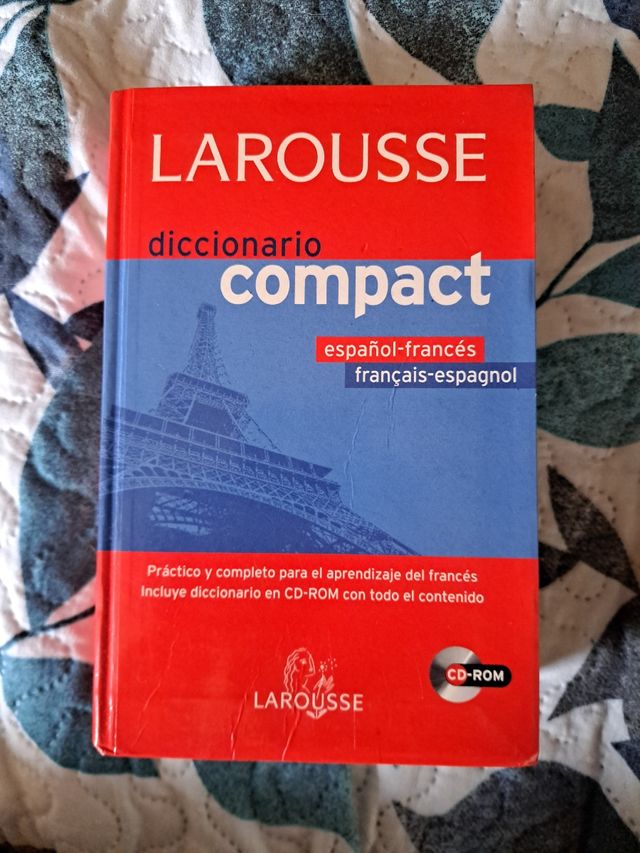 LAROUSSE
diccionario
compact
español-francés
français-espagnol
Práctico y completo para el aprendizaje del francés
Incluye diccionario en CD-ROM con todo el contenido
LAROUSSE
CD-ROM